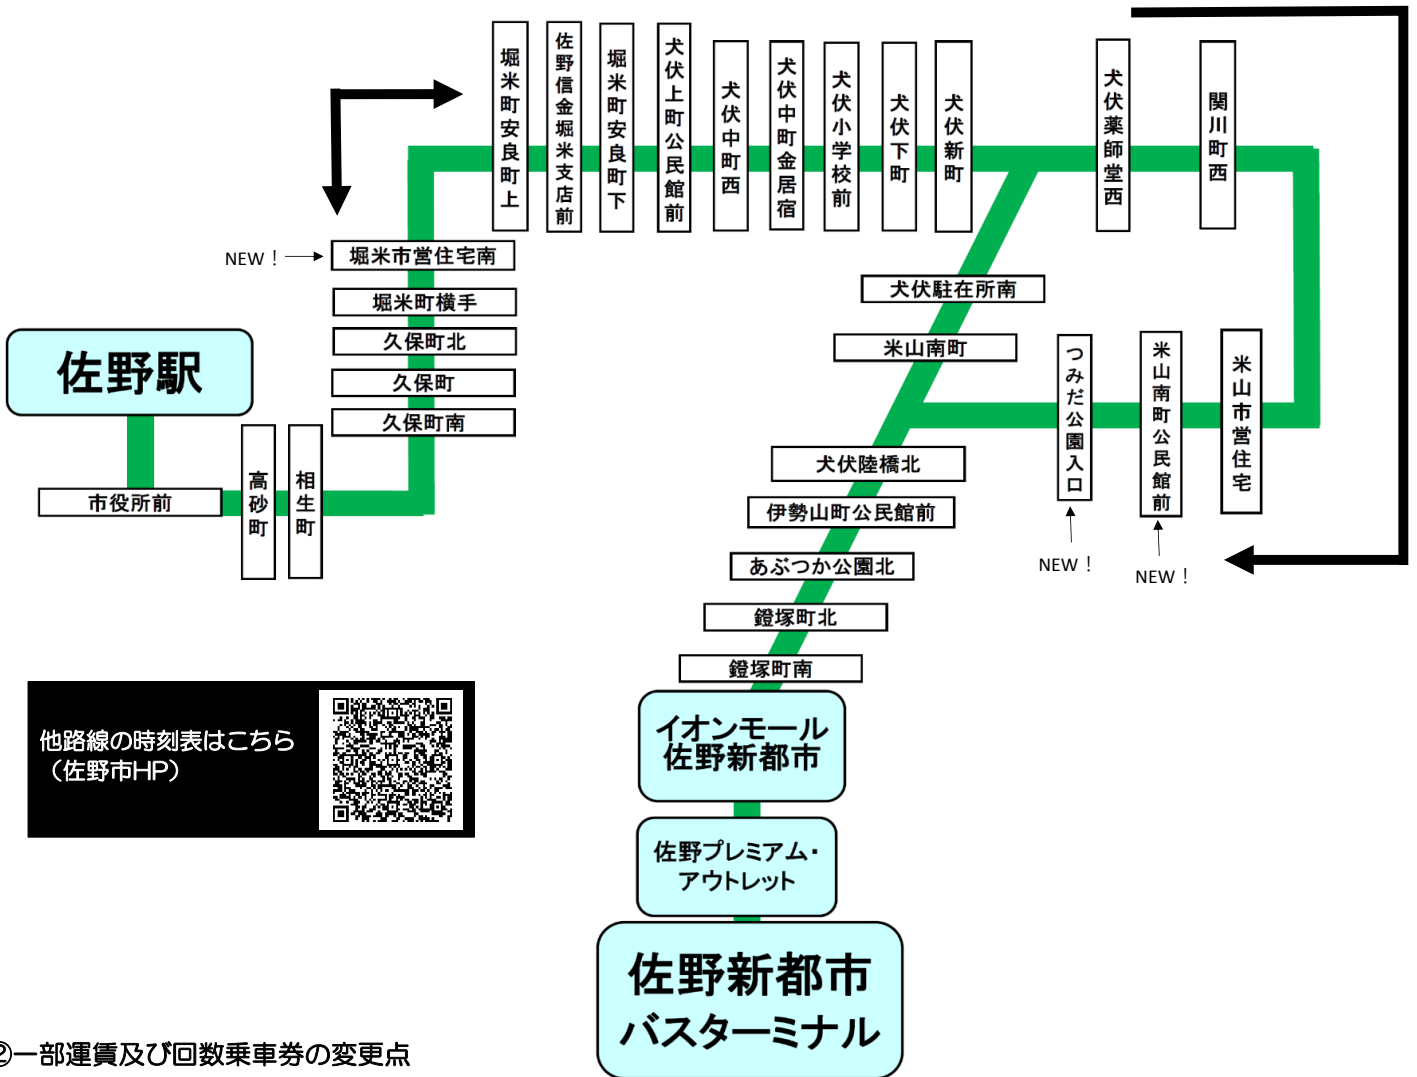 堀米町安良町上
佐野信金堀米支店前
堀米町安良町下
犬伏上町公民館前
犬伏中町西
犬伏中町金居宿
犬伏小学校前
犬伏下町
犬伏新町
犬伏薬師堂西
関川町西
NEW！
堀米市営住宅南
堀米町横手
久保町北
久保町
久保町南
佐野駅
市役所前
高砂町
相生町
犬伏駐在所南
米山南町
つみだ公園入口
米山南町公民館前
米山市営住宅
NEW！
NEW！
犬伏陸橋北
伊勢山町公民館前
あぶつか公園北
鐙塚町北
鐙塚町南
イオンモール
佐野新都市
佐野プレミアム・
アウトレット
佐野新都市
バスターミナル
他路線の時刻表はこちら
（佐野市HP）
②一部運賃及び回数乗車券の変更点